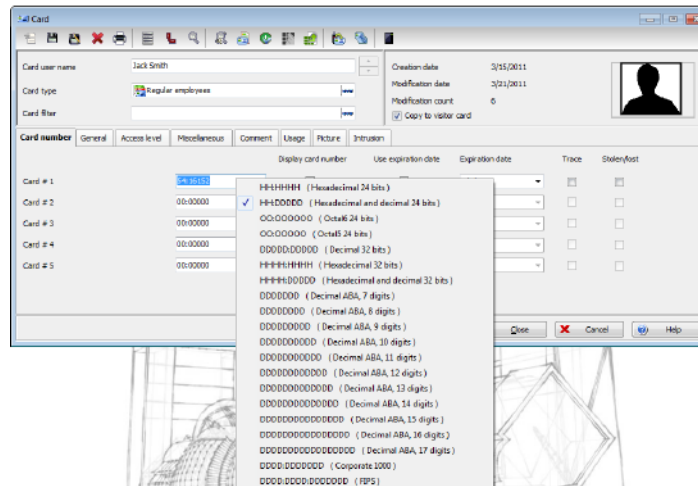 Card
Card user name Jack Smith
Card type Regular employees
Card filter
Creation date 3/15/2011
Modification date 3/21/2011
Modification count 6
Copy to visitor card
Card number General Access level Miscellaneous Comment Usage Picture Intrusion
Display card number Use expiration date Expiration date Trace Stolen/lost
Card # 1
Card # 2 00:00000
Card # 3 00:00000
Card # 4 00:00000
Card # 5 00:00000
HH:HHHH (Hexadecimal 24 bits)
HH:DDDDD (Hexadecimal and decimal 24 bits)
OO:OOOOOO (Octal6 24 bits)
OO:OOOOO (Octal5 24 bits)
DDDDD:DDDDD (Decimal 32 bits)
HHHH:HHHH (Hexadecimal 32 bits)
HHHH:DDDDD (Hexadecimal and decimal 32 bits)
DDDDDDD (Decimal ABA, 7 digits)
DDDDDDDD (Decimal ABA, 8 digits)
DDDDDDDDD (Decimal ABA, 9 digits)
DDDDDDDDDD (Decimal ABA, 10 digits)
DDDDDDDDDDD (Decimal ABA, 11 digits)
DDDDDDDDDDDD (Decimal ABA, 12 digits)
DDDDDDDDDDDDD (Decimal ABA, 13 digits)
DDDDDDDDDDDDDD (Decimal ABA, 14 digits)
DDDDDDDDDDDDDDD (Decimal ABA, 15 digits)
DDDDDDDDDDDDDDDD (Decimal ABA, 16 digits)
DDDDDDDDDDDDDDDDD (Decimal ABA, 17 digits)
DDDD:DDDDDDD (Corporate 1000)
DDDD:DDDD:DDDDDDD (FIPS)
Close Cancel Help